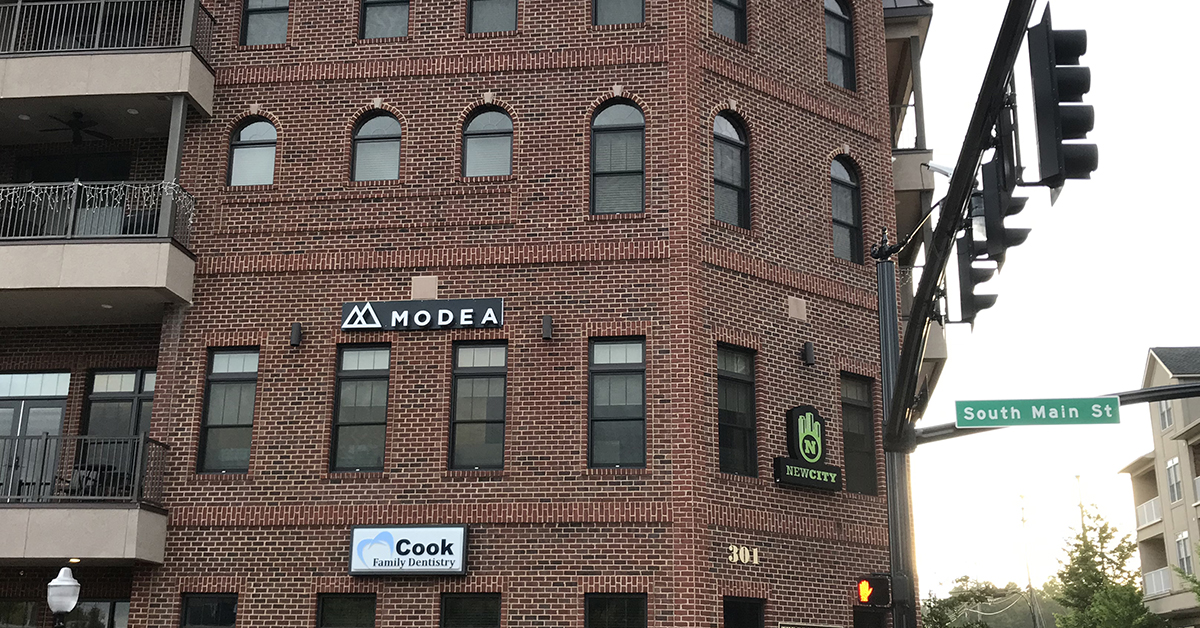 MODEA
South Main St
N
NEWCITY
Cook
Family Dentistry
301